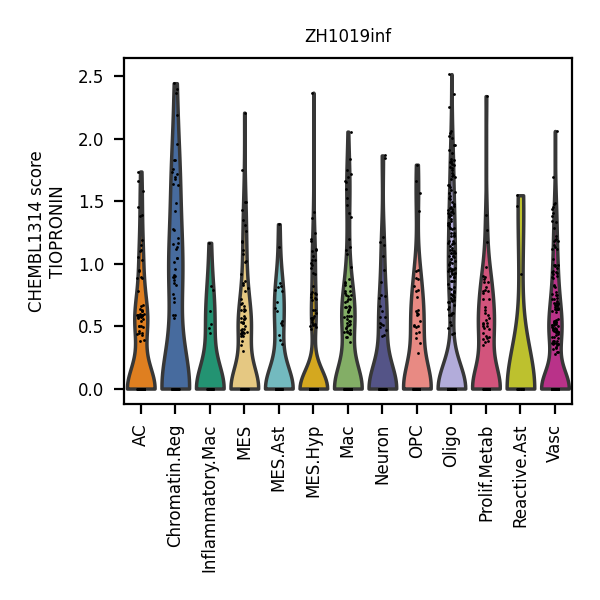 ZH1019inf
CHEMBL1314 score
TIOPRONIN
2.5
2.0
1.5
1.0
0.5
0.0
AC
Chromatin.Reg
Inflammatory.Mac
MES
MES.Ast
MES.Hyp
Mac
Neuron
OPC
Oligo
Prolif.Metab
Reactive.Ast
Vasc